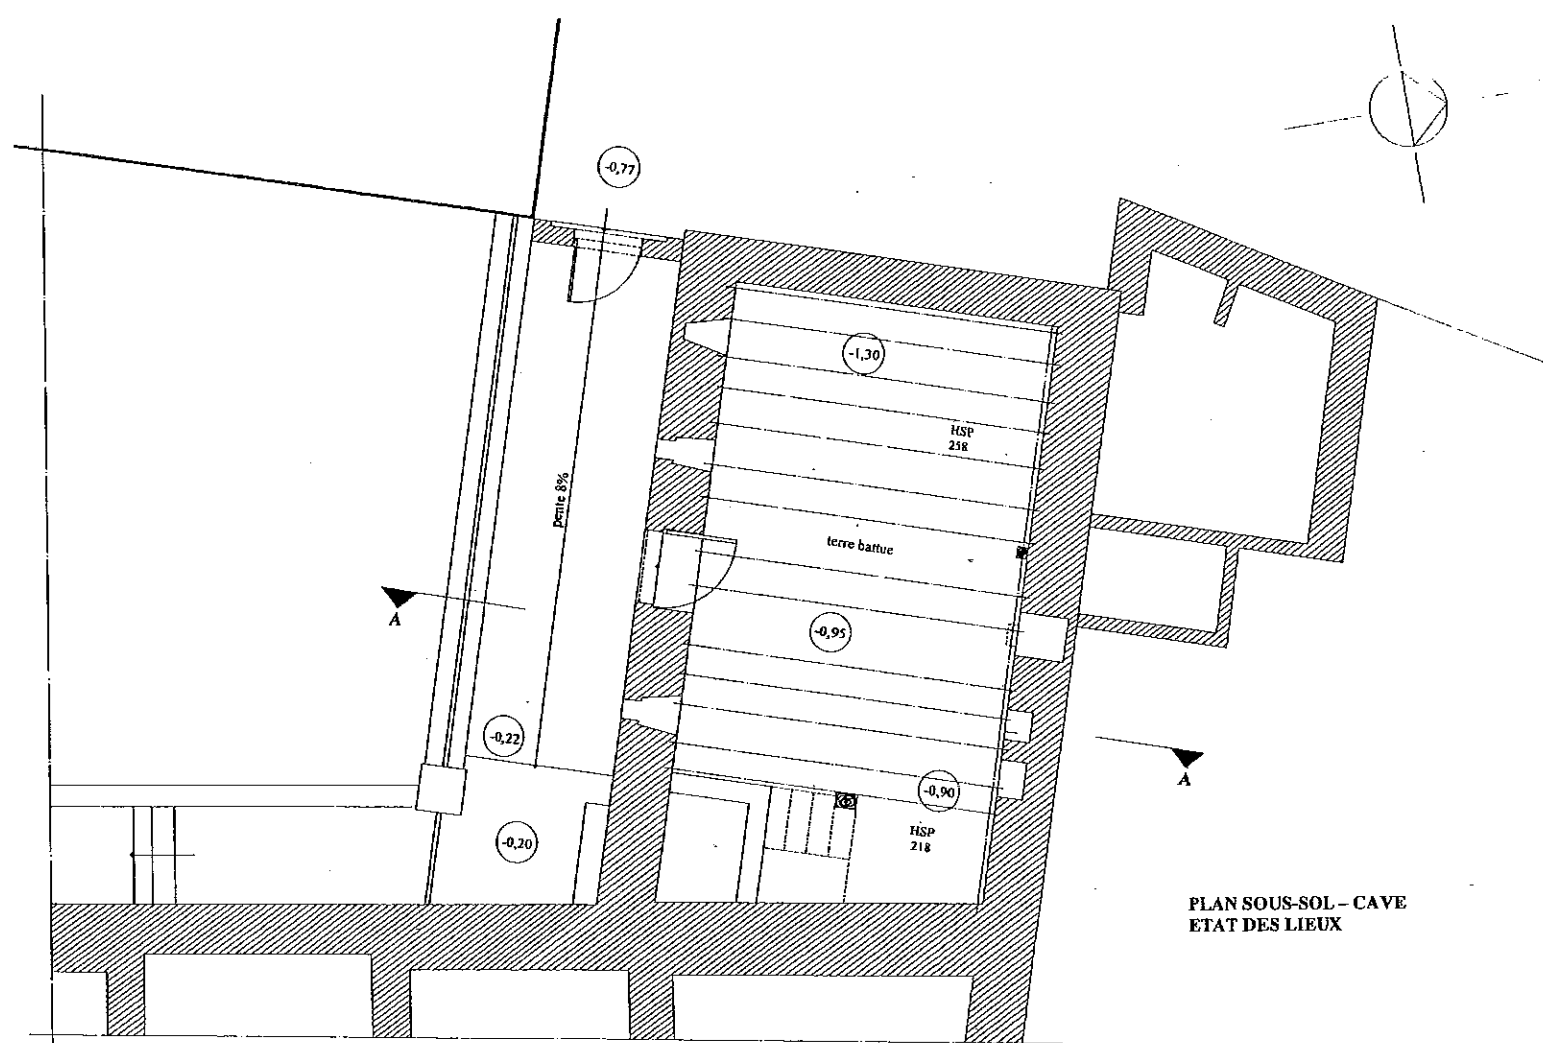 -0,77
-1,30
HSP
258
pente 8%
terre battue
A
-0,95
-0,22
A
-0,90
-0,20
HSP
218
PLAN SOUS-SOL – CAVE
ETAT DES LIEUX